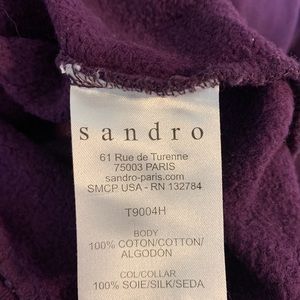 sandro
61 Rue de Turenne
75003 PARIS
sandro-paris.com
SMCP USA - RN 132784
T9004H
BODY
100% COTON/COTTON/
ALGODÓN
COL/COLLAR
100% SOIE/SILK/SEDA